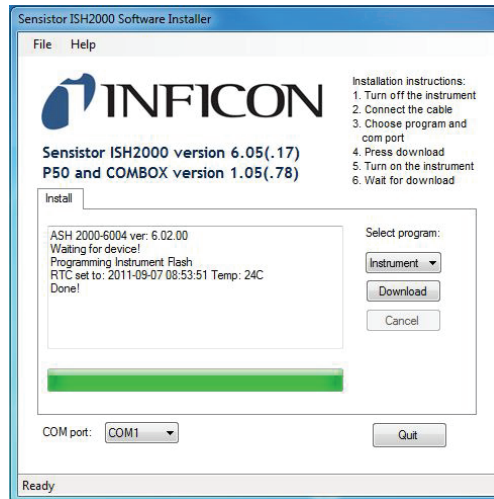 Sensistor ISH2000 Software Installer
File Help
INFICON
Installation instructions:
1. Turn off the instrument
2. Connect the cable
3. Choose program and
com port
4. Press download
5. Turn on the instrument
6. Wait for download
Sensistor ISH2000 version 6.05(.17)
P50 and COMBOX version 1.05(.78)
Install
ASH 2000-6004 ver: 6.02.00
Waiting for device!
Programming Instrument Flash
RTC set to: 2011-09-07 08:53:51 Temp: 24C
Done!
Select program:
Instrument
Download
Cancel
COM port: COM1
Quit
Ready